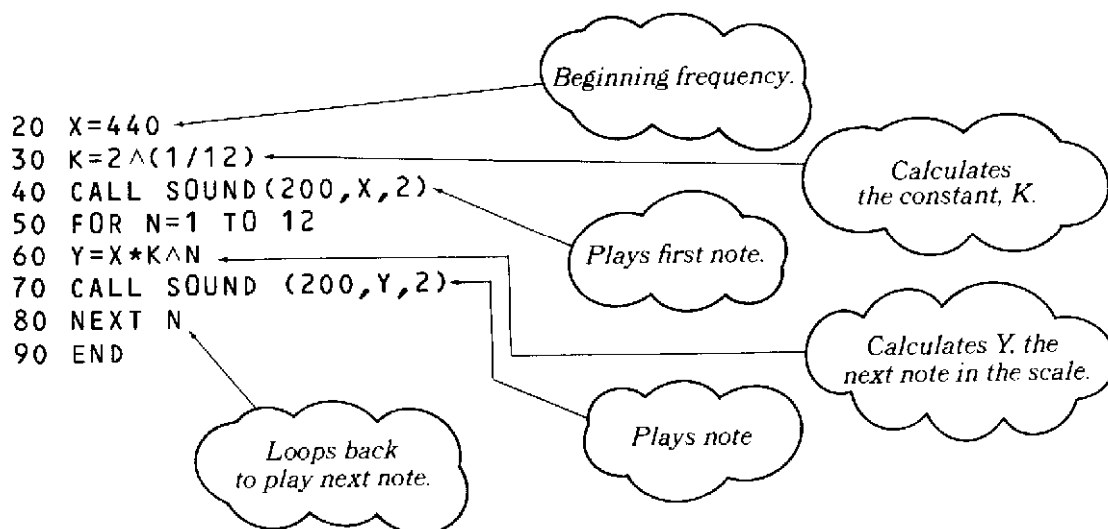 Beginning frequency.
20 X=440
30 K=2^(1/12)
Calculates
the constant, K.
40 CALL SOUND(200,X,2)
50 FOR N=1 TO 12
Plays first note.
60 Y=X*K^N
70 CALL SOUND (200,Y,2)
80 NEXT N
Calculates Y, the
next note in the scale.
90 END
Plays note
Loops back
to play next note.